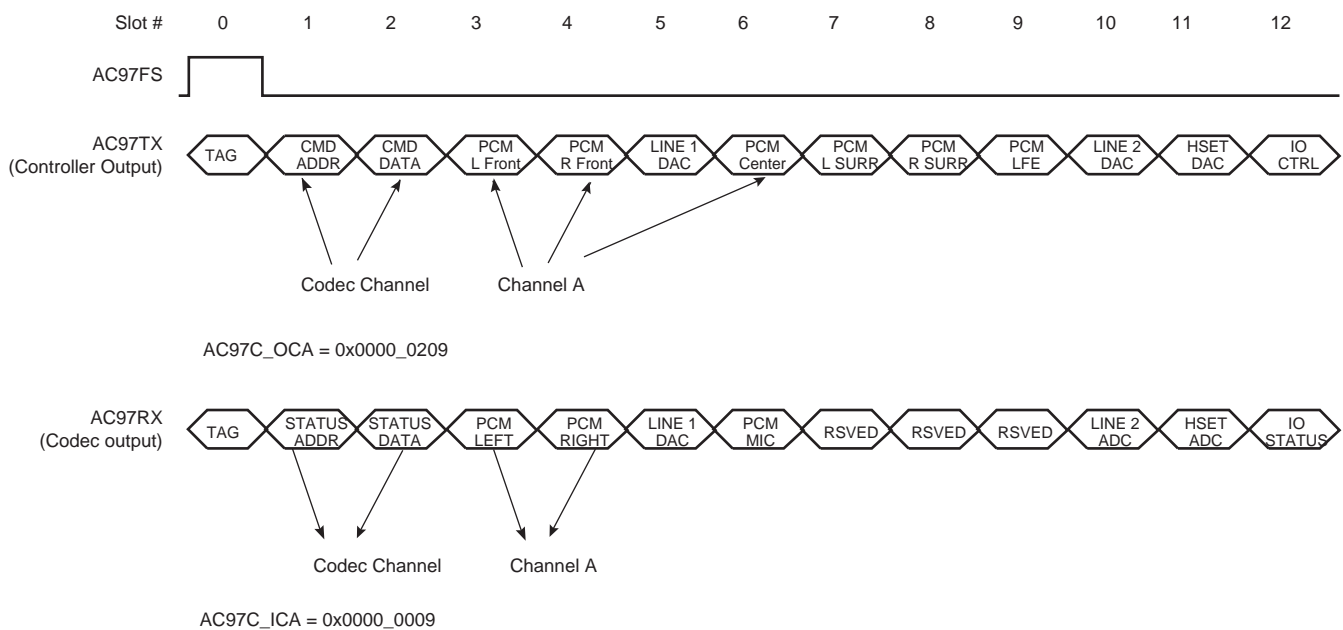 Slot # 0 1 2 3 4 5 6 7 8 9 10 11 12
AC97FS
AC97TX
(Controller Output)
TAG
CMD
ADDR
CMD
DATA
PCM
L Front
PCM
R Front
LINE 1
DAC
PCM
Center
PCM
L SURR
PCM
R SURR
PCM
LFE
LINE 2
DAC
HSET
DAC
IO
CTRL
Codec Channel
Channel A
AC97C_OCA = 0x0000_0209
AC97RX
(Codec output)
TAG
STATUS
ADDR
STATUS
DATA
PCM
LEFT
PCM
RIGHT
LINE 1
DAC
PCM
MIC
RSVED
RSVED
RSVED
LINE 2
ADC
HSET
ADC
IO
STATUS
Codec Channel
Channel A
AC97C_ICA = 0x0000_0009